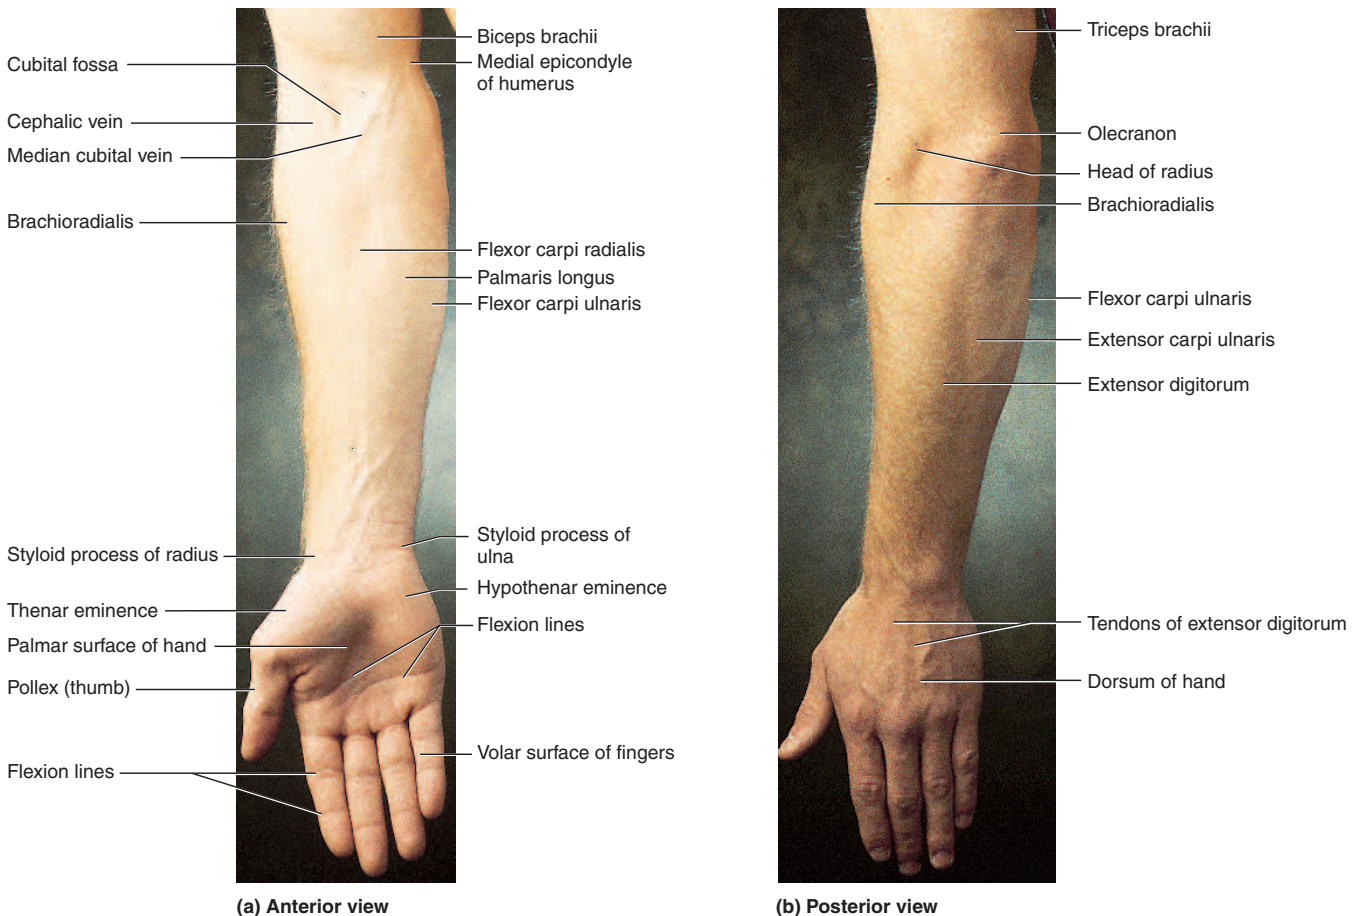 Cubital fossa
Cephalic vein
Median cubital vein
Brachioradialis
Styloid process of radius
Thenar eminence
Palmar surface of hand
Pollex (thumb)
Flexion lines
Biceps brachii
Medial epicondyle
of humerus
Flexor carpi radialis
Palmaris longus
Flexor carpi ulnaris
Styloid process of
ulna
Hypothenar eminence
Flexion lines
Volar surface of fingers
(a) Anterior view
Triceps brachii
Olecranon
Head of radius
Brachioradialis
Flexor carpi ulnaris
Extensor carpi ulnaris
Extensor digitorum
Tendons of extensor digitorum
Dorsum of hand
(b) Posterior view